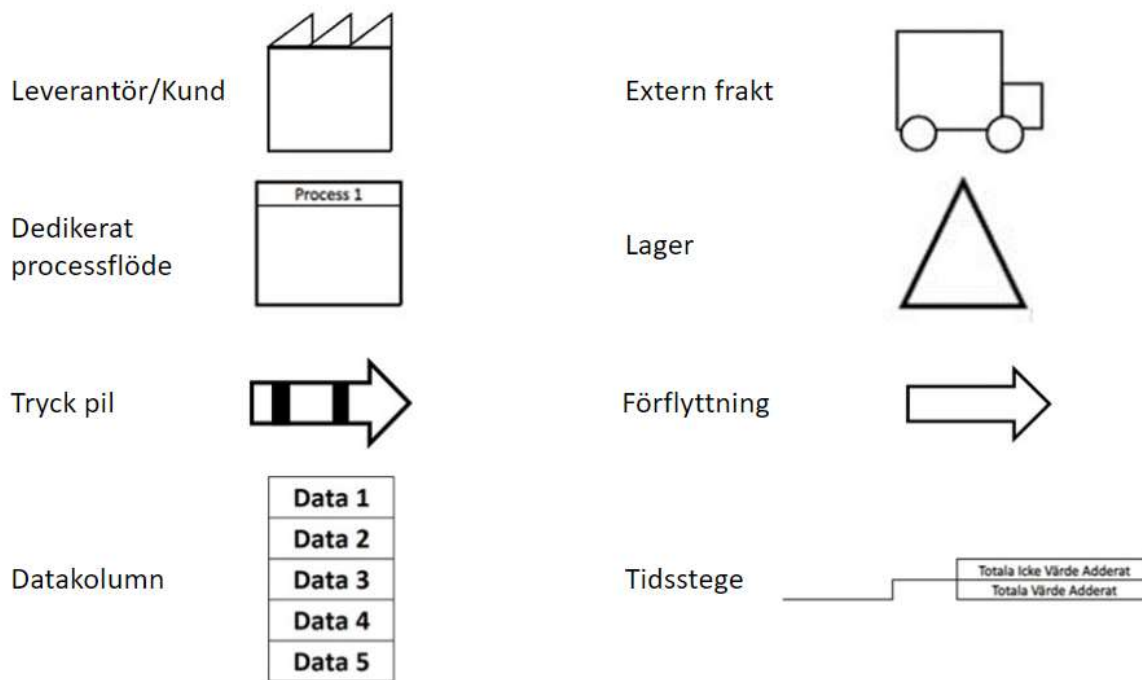 Leverantör/Kund
Extern frakt
Process 1
Dedikerat
processflöde
Lager
Tryck pil
Förflyttning
Data 1
Data 2
Data 3
Data 4
Data 5
Datakolumn
Tidsstege
Totala Icke Värde Adderat
Totala Värde Adderat